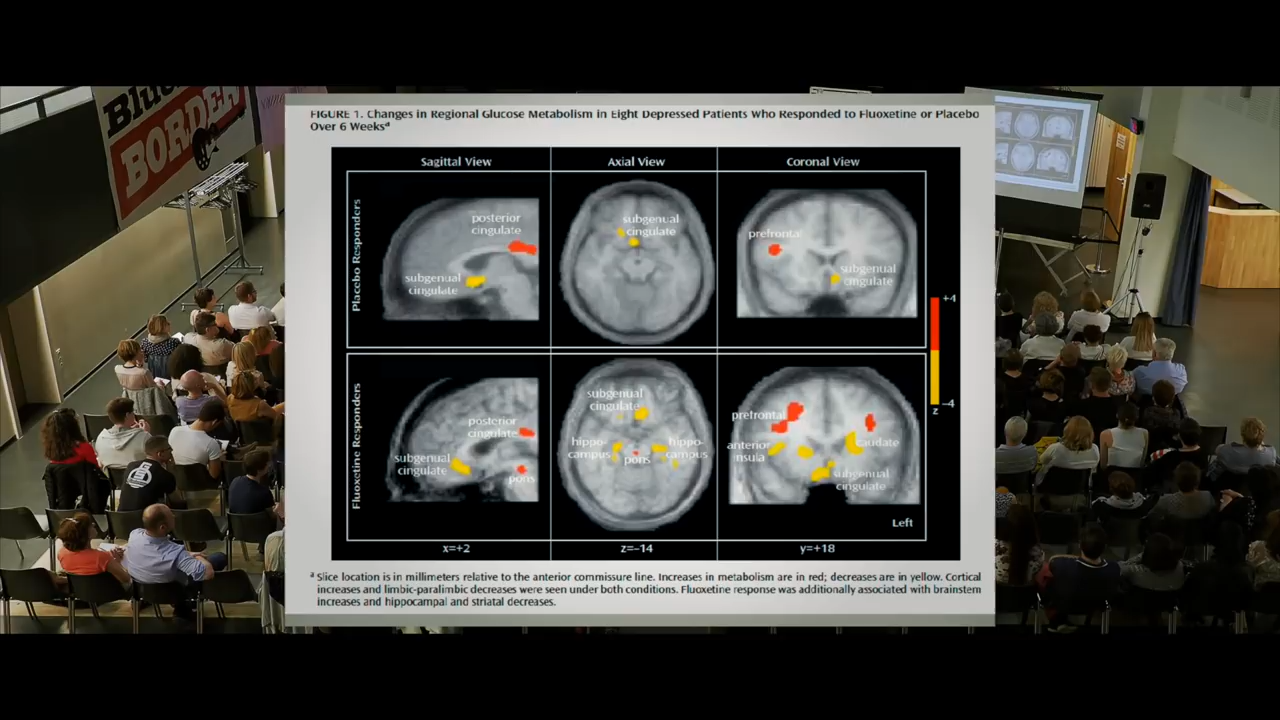 Blue
BORDER
FIGURE 1. Changes in Regional Glucose Metabolism in Eight Depressed Patients Who Responded to Fluoxetine or Placebo
Over 6 Weeksª
Sagittal View
Axial View
Coronal View
Placebo Responders
posterior
cingulate
subgenual
cingulate
subgenual
cingulate
prefrontal
subgenual
cingulate
+4
-4
z
Fluoxetine Responders
posterior
cingulate
subgenual
cingulate
pons
subgenual
cingulate
hippo-
campus
pons
hippo-
campus
prefrontal
anterior
insula
caudate
subgenual
cingulate
Left
x=+2
z=-14
y=+18
ª Slice location is in millimeters relative to the anterior commissure line. Increases in metabolism are in red; decreases are in yellow. Cortical
increases and limbic-paralimbic decreases were seen under both conditions. Fluoxetine response was additionally associated with brainstem
increases and hippocampal and striatal decreases.